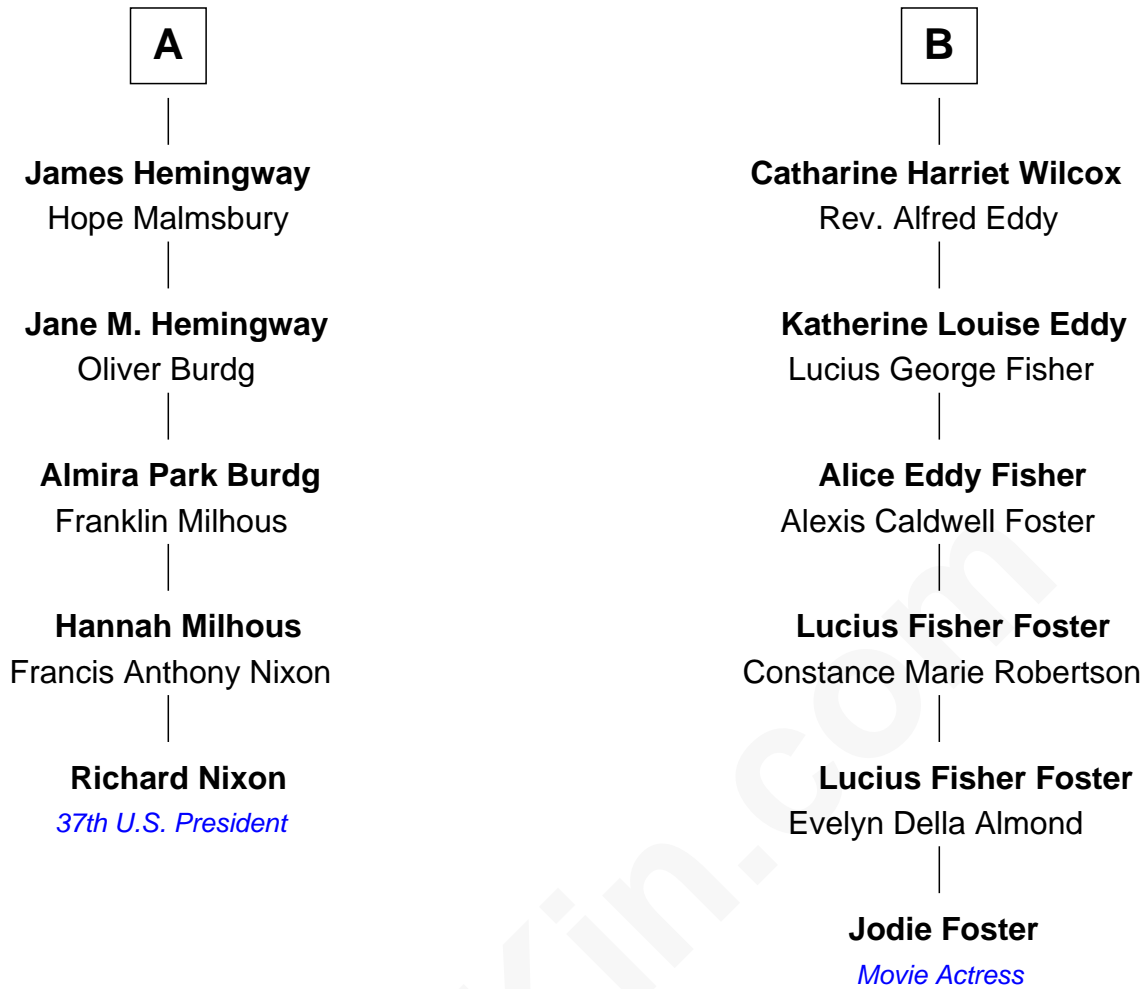 A
James Hemingway
Hope Malmsbury
Jane M. Hemingway
Oliver Burdg
Almira Park Burdg
Franklin Milhous
Hannah Milhous
Francis Anthony Nixon
Richard Nixon
37th U.S. President
B
Catharine Harriet Wilcox
Rev. Alfred Eddy
Katherine Louise Eddy
Lucius George Fisher
Alice Eddy Fisher
Alexis Caldwell Foster
Lucius Fisher Foster
Constance Marie Robertson
Lucius Fisher Foster
Evelyn Della Almond
Jodie Foster
Movie Actress
Kin.com